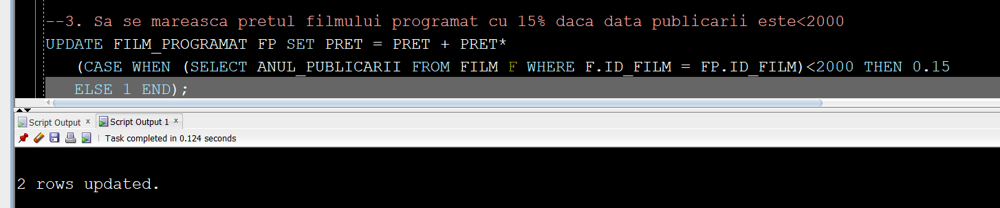 --3. Sa se mareasca pretul filmului programat cu 15% daca data publicarii este<2000
UPDATE FILM_PROGRAMAT FP SET PRET = PRET + PRET*
(CASE WHEN (SELECT ANUL_PUBLICARII FROM FILM F WHERE F.ID_FILM = FP.ID_FILM)<2000 THEN 0.15
ELSE 1 END);
Script Output x Script Output 1 x
Task completed in 0.124 seconds
2 rows updated.